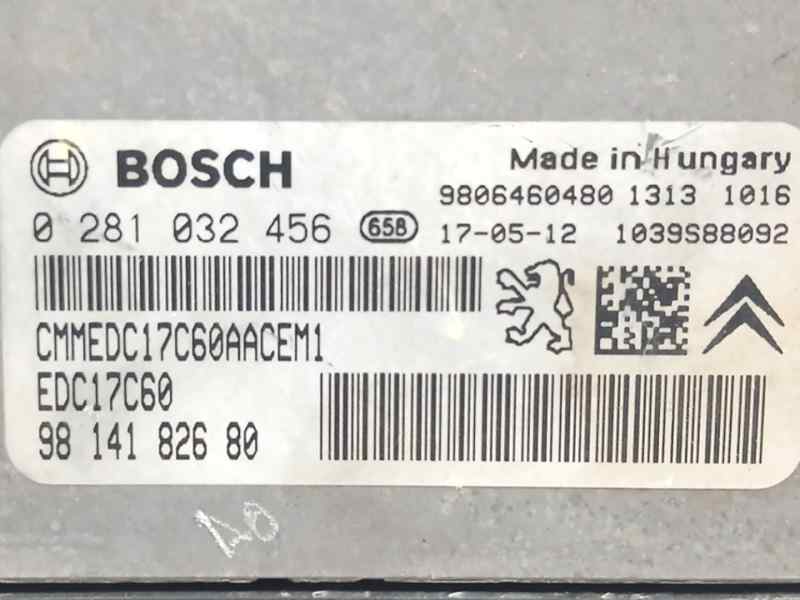 BOSCH
Made in Hungary
9806460480 1313 1016
0 281 032 456 658 17-05-12 1039S88092
CMMEDC17C60AACEM1
EDC17C60
98 141 826 80
A0